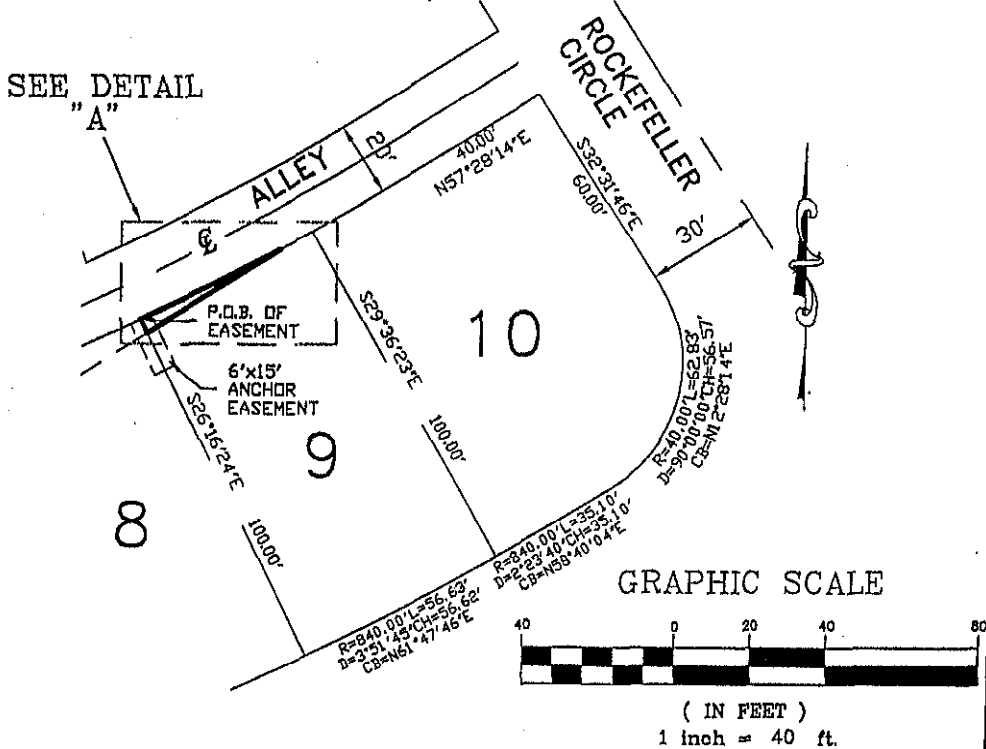 SEE DETAIL
"A"
ROCKEFELLER
CIRCLE
ALLEY
20'
40.00'
N57°28'14"E
S32°31'46"E
60.00'
30'
℄
P.O.B. OF
EASEMENT
6'x15'
ANCHOR
EASEMENT
S29°36'23"E
100.00'
10
S26°16'24"E
100.00'
9
8
R=40.00'L=62.83'
D=90°00'00"CH=56.57'
CB=N12°28'14"E
R=840.00'L=35.10'
D=2°23'40"CH=35.10'
CB=N58°40'04"E
R=840.00'L=56.63'
D=3°51'45"CH=56.62'
CB=N61°47'46"E
GRAPHIC SCALE
40 0 20 40 80
( IN FEET )
1 inch = 40 ft.